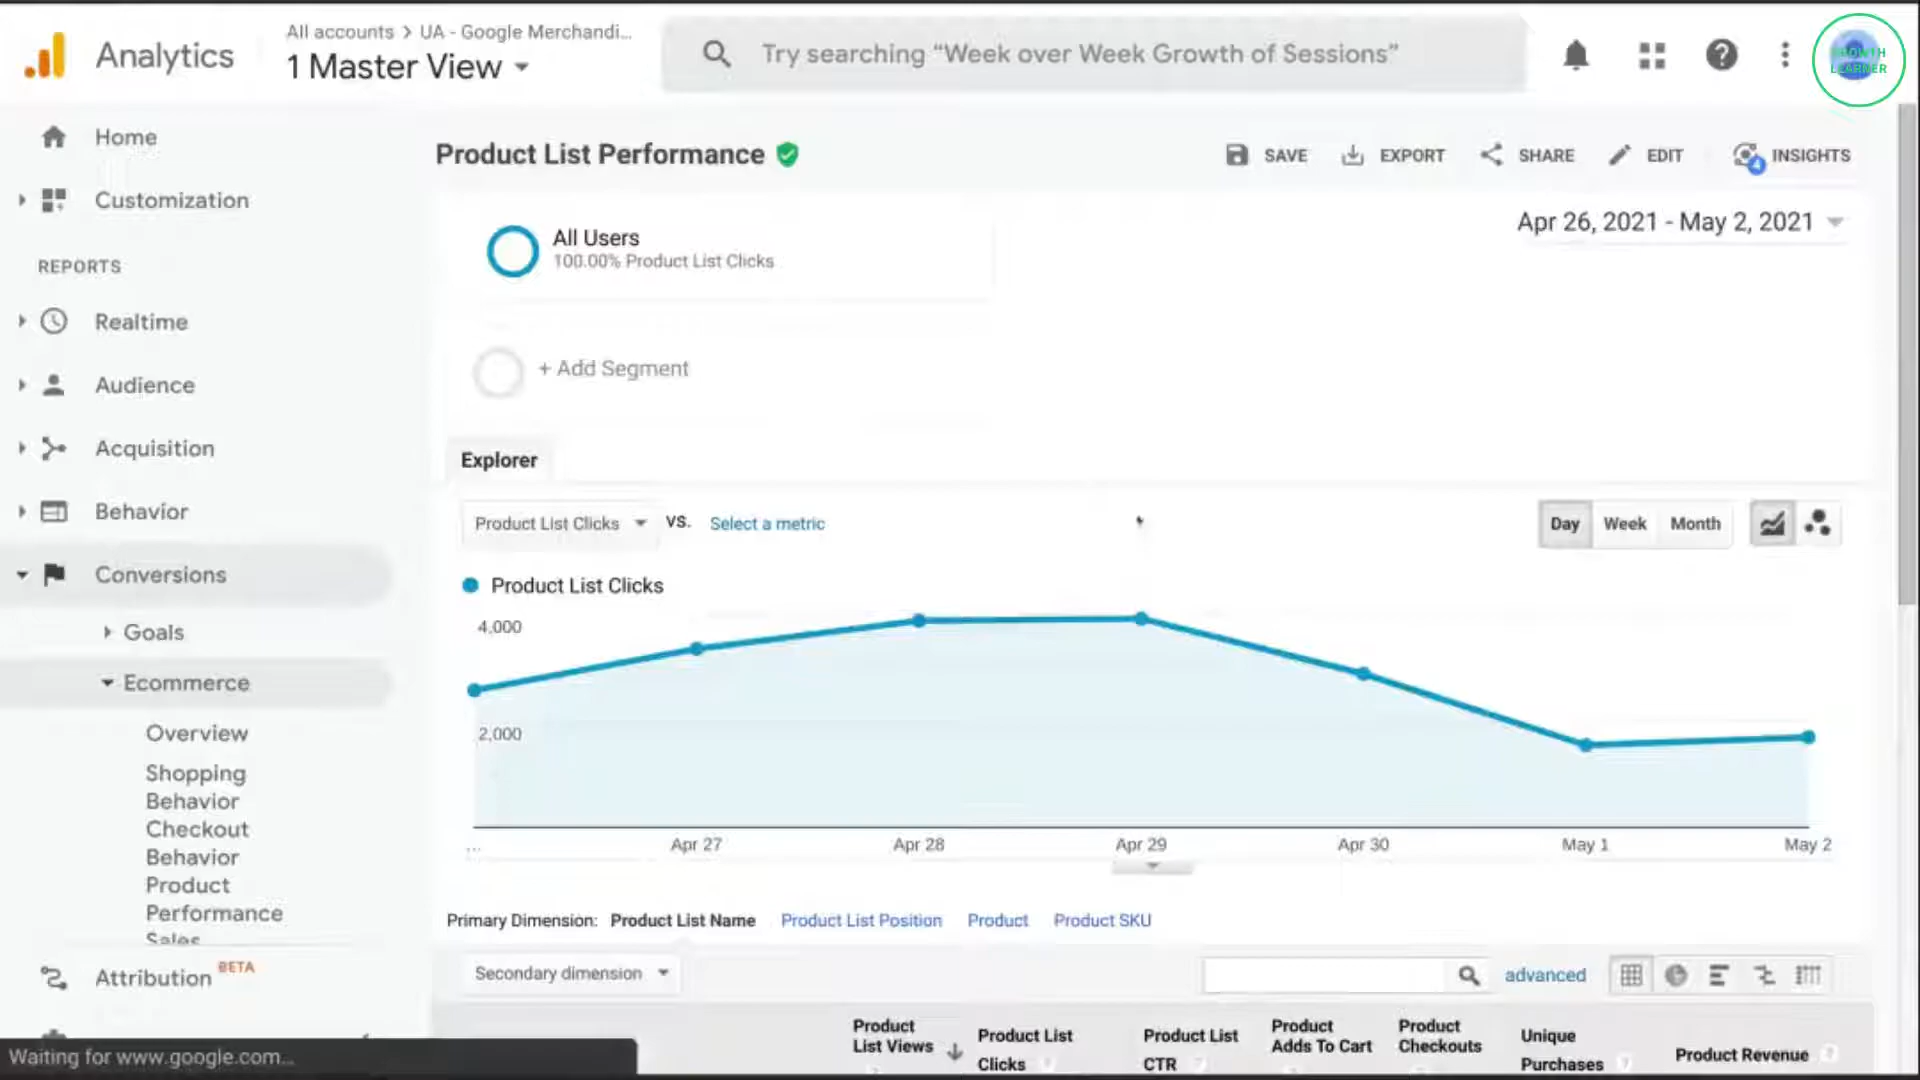 Analytics
All accounts > UA - Google Merchandi...
1 Master View
Try searching “Week over Week Growth of Sessions”
GROWTH
LEARNER
Home
Customization
REPORTS
Realtime
Audience
Acquisition
Behavior
Conversions
Goals
Ecommerce
Overview
Shopping
Behavior
Checkout
Behavior
Product
Performance
Sales
Attribution BETA
Waiting for www.google.com...
Product List Performance
SAVE
EXPORT
SHARE
EDIT
4
INSIGHTS
All Users
100.00% Product List Clicks
Apr 26, 2021 - May 2, 2021
+ Add Segment
Explorer
Product List Clicks
VS.
Select a metric
Day
Week
Month
Product List Clicks
4,000
2,000
...
Apr 27
Apr 28
Apr 29
Apr 30
May 1
May 2
Primary Dimension: Product List Name Product List Position Product Product SKU
Secondary dimension
advanced
Product
List Views
Product List
Clicks
Product List
CTR
Product
Adds To Cart
Product
Checkouts
Unique
Purchases
Product Revenue